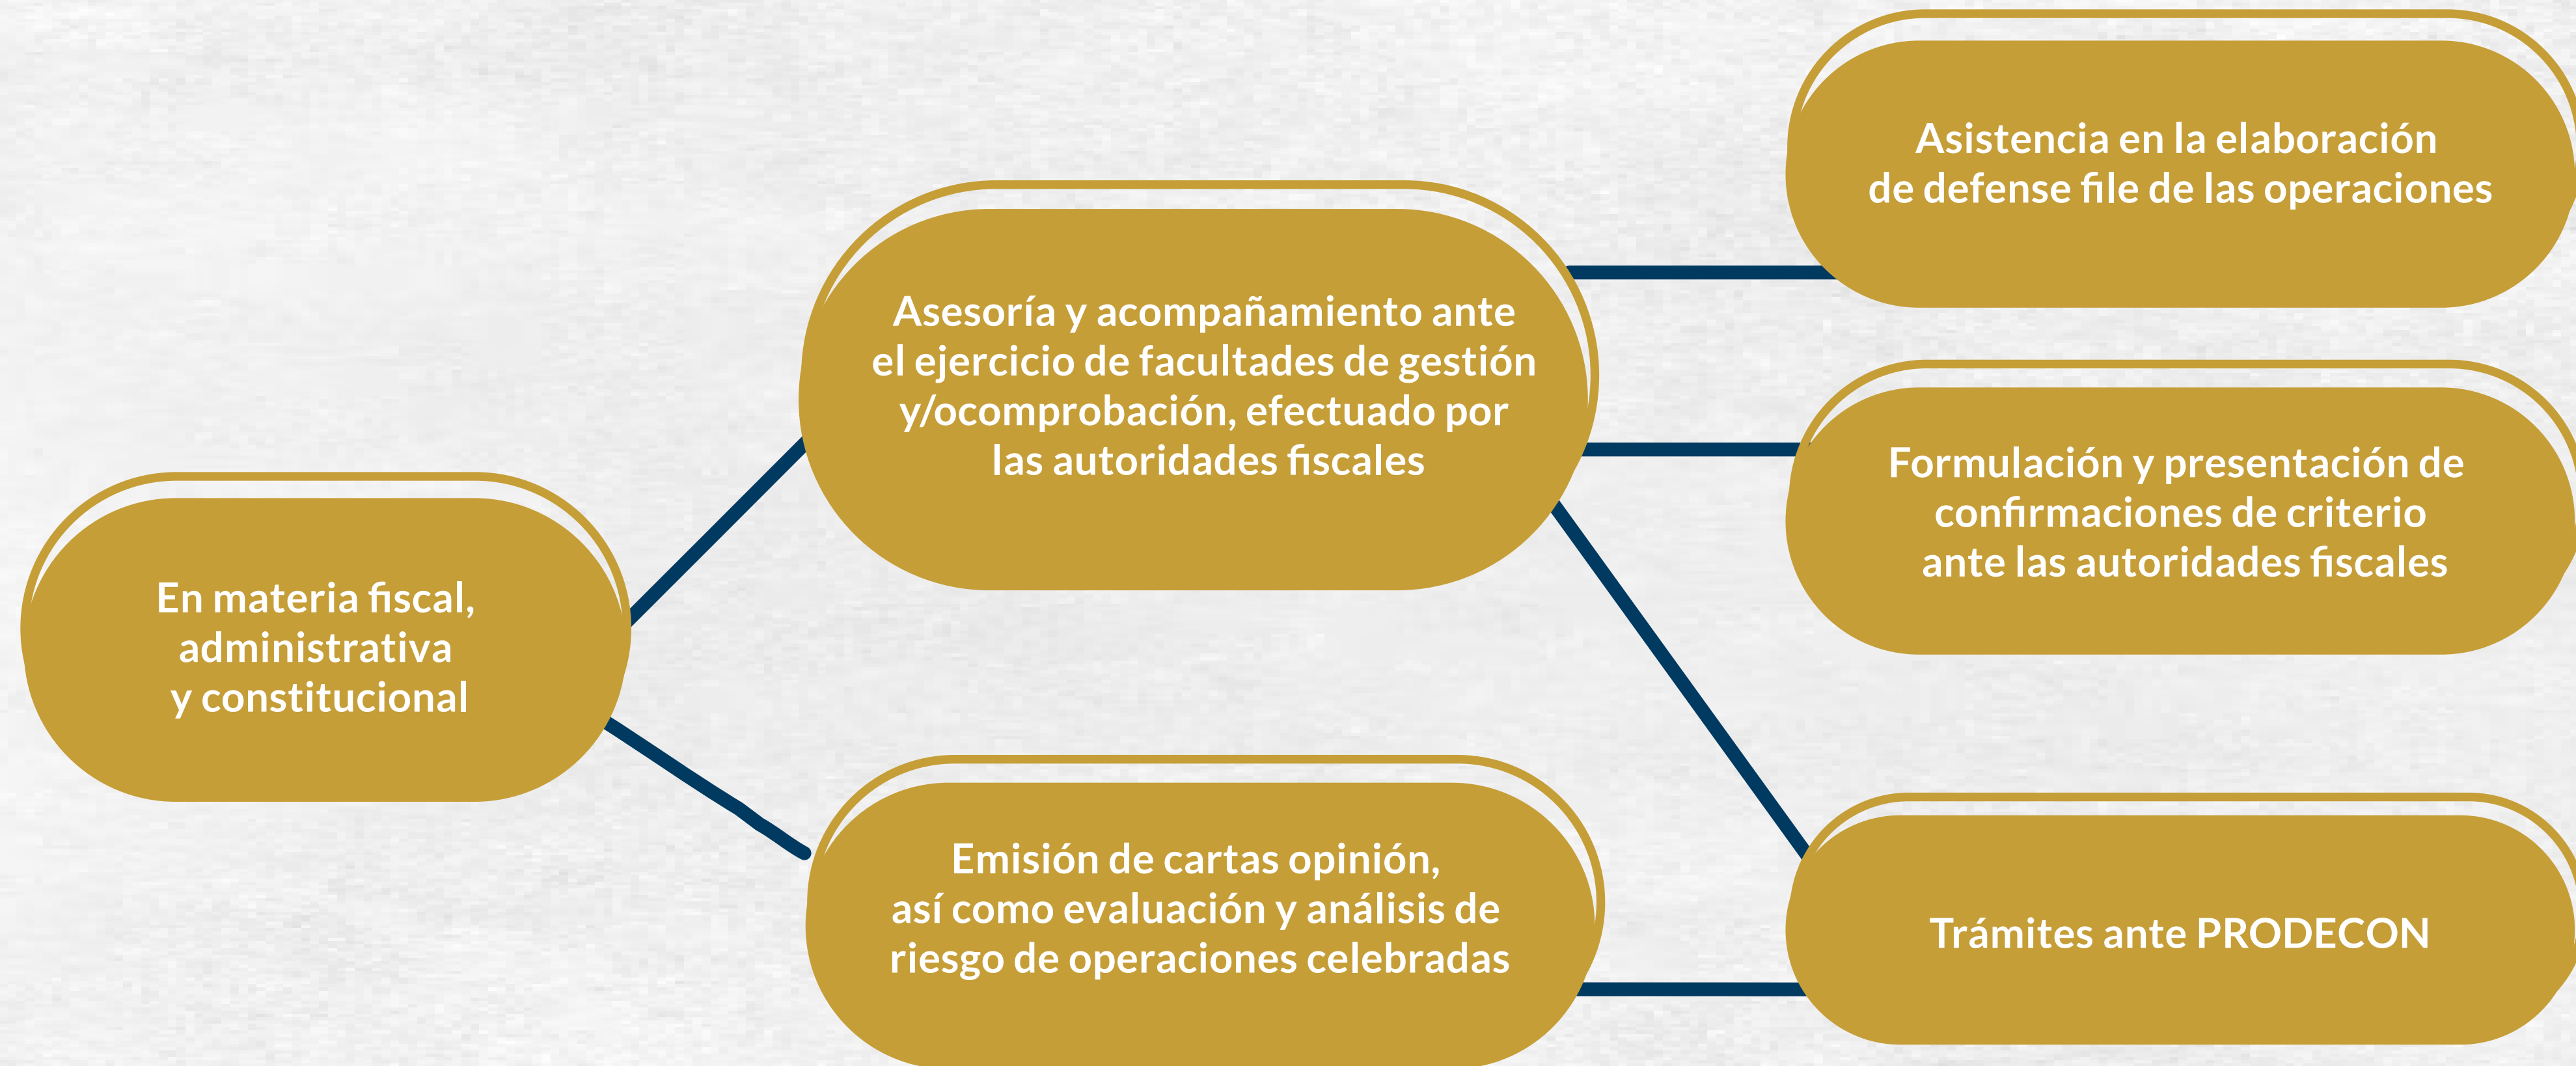 En materia fiscal,
administrativa
y constitucional
Asesoría y acompañamiento ante
el ejercicio de facultades de gestión
y/ocomprobación, efectuado por
las autoridades fiscales
Emisión de cartas opinión,
así como evaluación y análisis de
riesgo de operaciones celebradas
Asistencia en la elaboración
de defense file de las operaciones
Formulación y presentación de
confirmaciones de criterio
ante las autoridades fiscales
Trámites ante PRODECON